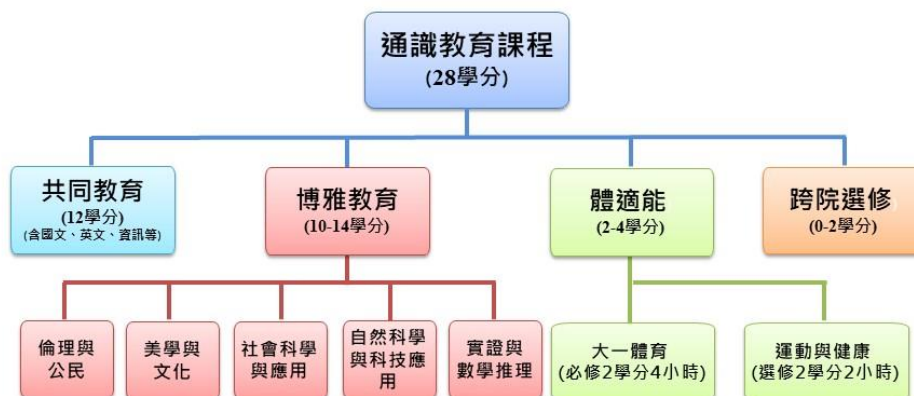 通識教育課程
(28學分)
共同教育
(12學分)
(含國文、英文、資訊等)
博雅教育
(10-14學分)
體適能
(2-4學分)
跨院選修
(0-2學分)
倫理與
公民
美學與
文化
社會科學
與應用
自然科學
與科技應
用
實證與
數學推理
大一體育
(必修2學分4小時)
運動與健康
(選修2學分2小時)